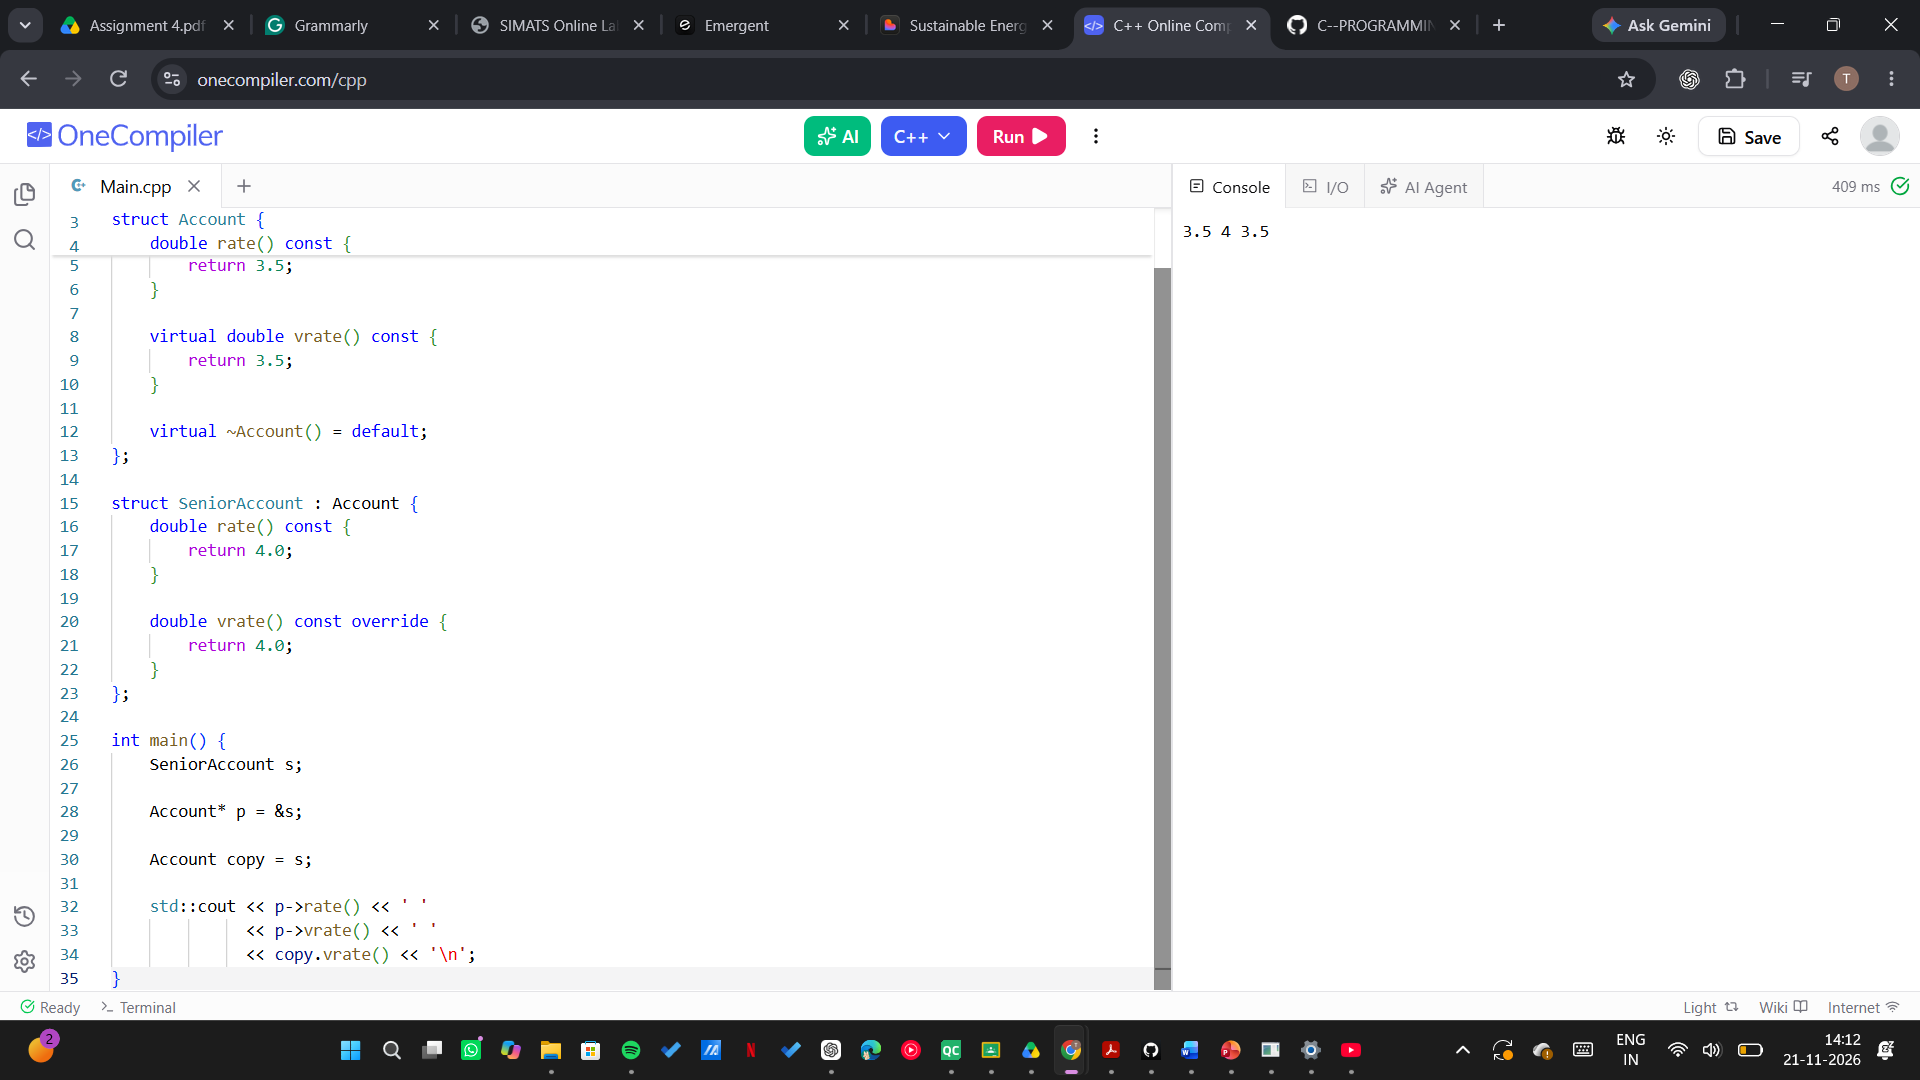 Assignment 4.pdf
Grammarly
SIMATS Online La
Emergent
Sustainable Energ
C++ Online Comp
C--PROGRAMMIN
Ask Gemini
onecompiler.com/cpp
T
OneCompiler
AI
C++
Run
Save
Main.cpp
Console
I/O
AI Agent
409 ms
3 struct Account {
4 double rate() const {
5 return 3.5;
6 }
7
8 virtual double vrate() const {
9 return 3.5;
10 }
11
12 virtual ~Account() = default;
13 };
14
15 struct SeniorAccount : Account {
16 double rate() const {
17 return 4.0;
18 }
19
20 double vrate() const override {
21 return 4.0;
22 }
23 };
24
25 int main() {
26 SeniorAccount s;
27
28 Account* p = &s;
29
30 Account copy = s;
31
32 std::cout << p->rate() << ' '
33 << p->vrate() << ' '
34 << copy.vrate() << '\n';
35 }
3.5 4 3.5
Ready
Terminal
Light
Wiki
Internet
2
QC
ENG
IN
14:12
21-11-2026